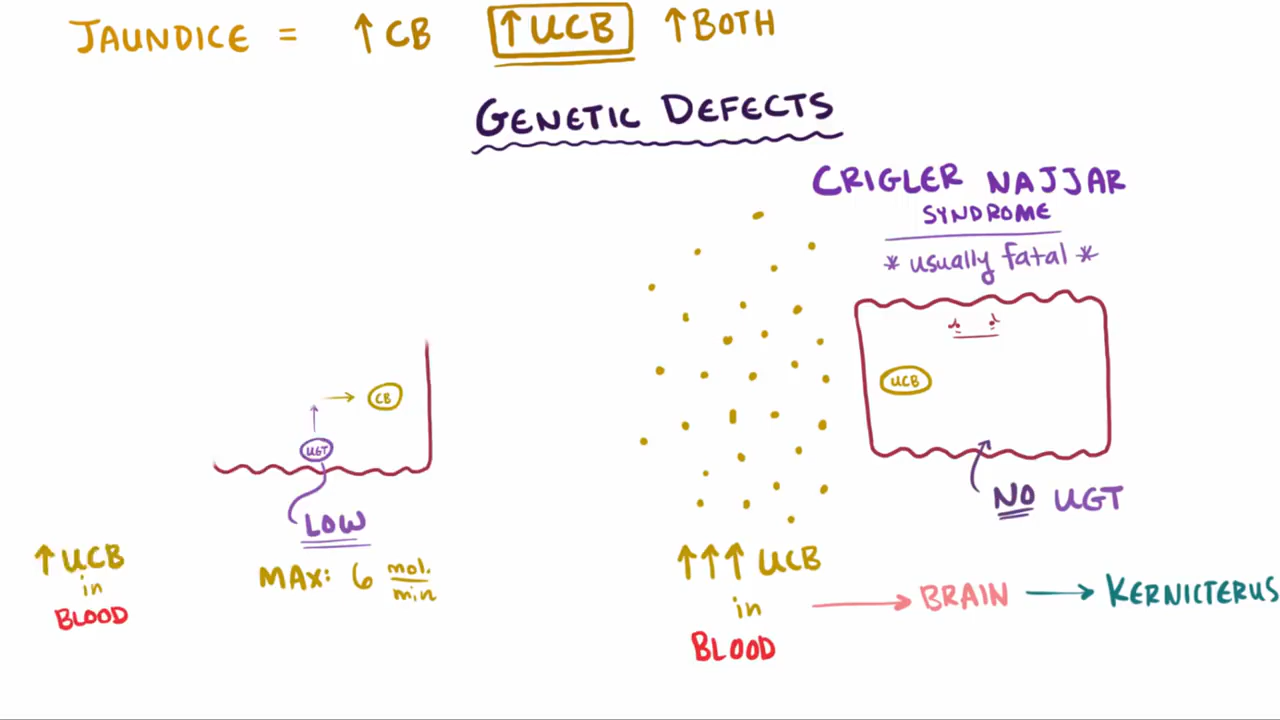 JAUNDICE = ↑ CB ↑ UCB ↑ BOTH
GENETIC DEFECTS
CRIGLER NAJJAR
SYNDROME
* usually fatal *
UCB
CB
UGT
LOW
MAX: 6 mol./min
↑ UCB
in
BLOOD
NO UGT
↑↑↑ UCB
in
BLOOD
BRAIN
KERNICTERUS